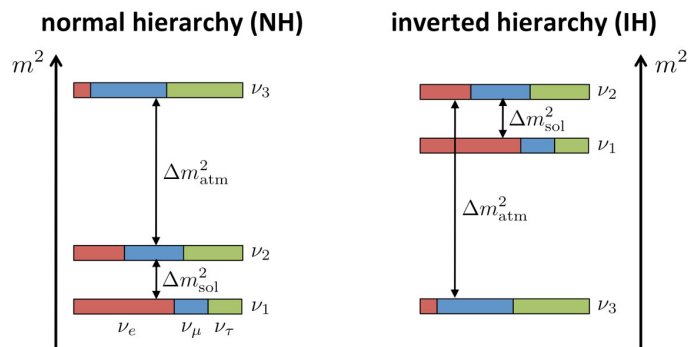 normal hierarchy (NH)
m²
ν₃
Δm²atm
ν₂
Δm²sol
ν₁
νe νμ ντ
inverted hierarchy (IH)
m²
ν₂
Δm²sol
ν₁
Δm²atm
ν₃